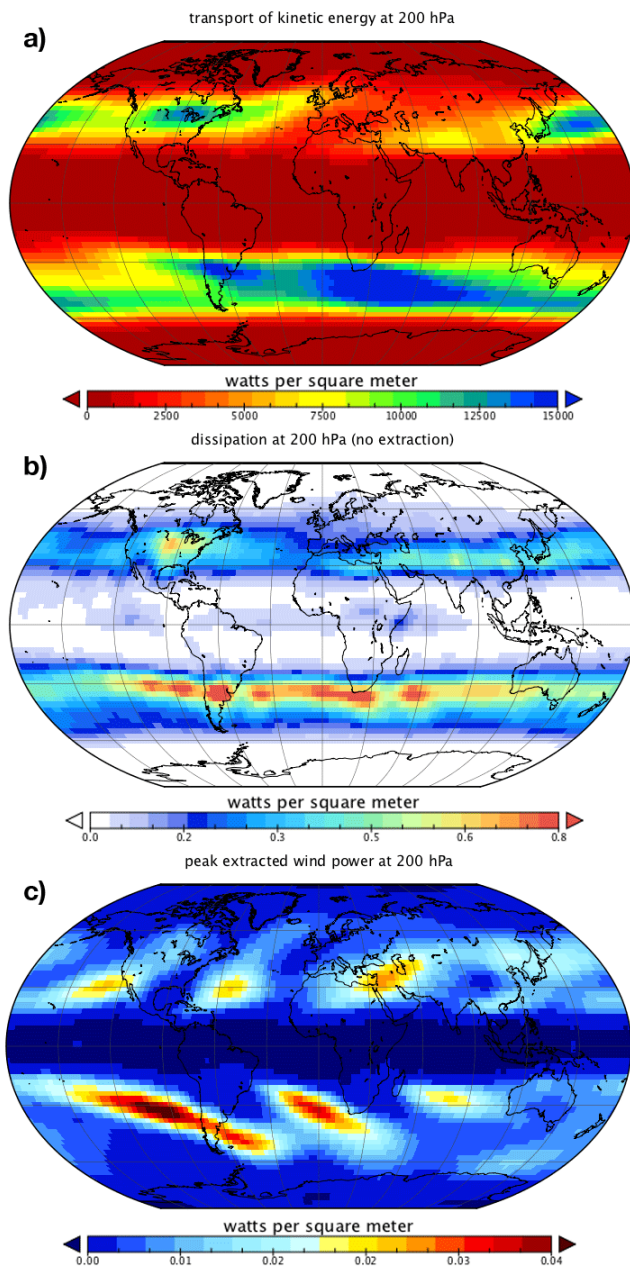 transport of kinetic energy at 200 hPa
a)
watts per square meter
0 2500 5000 7500 10000 12500 15000
dissipation at 200 hPa (no extraction)
b)
watts per square meter
0.0 0.2 0.3 0.5 0.6 0.8
peak extracted wind power at 200 hPa
c)
watts per square meter
0.00 0.01 0.02 0.02 0.03 0.04